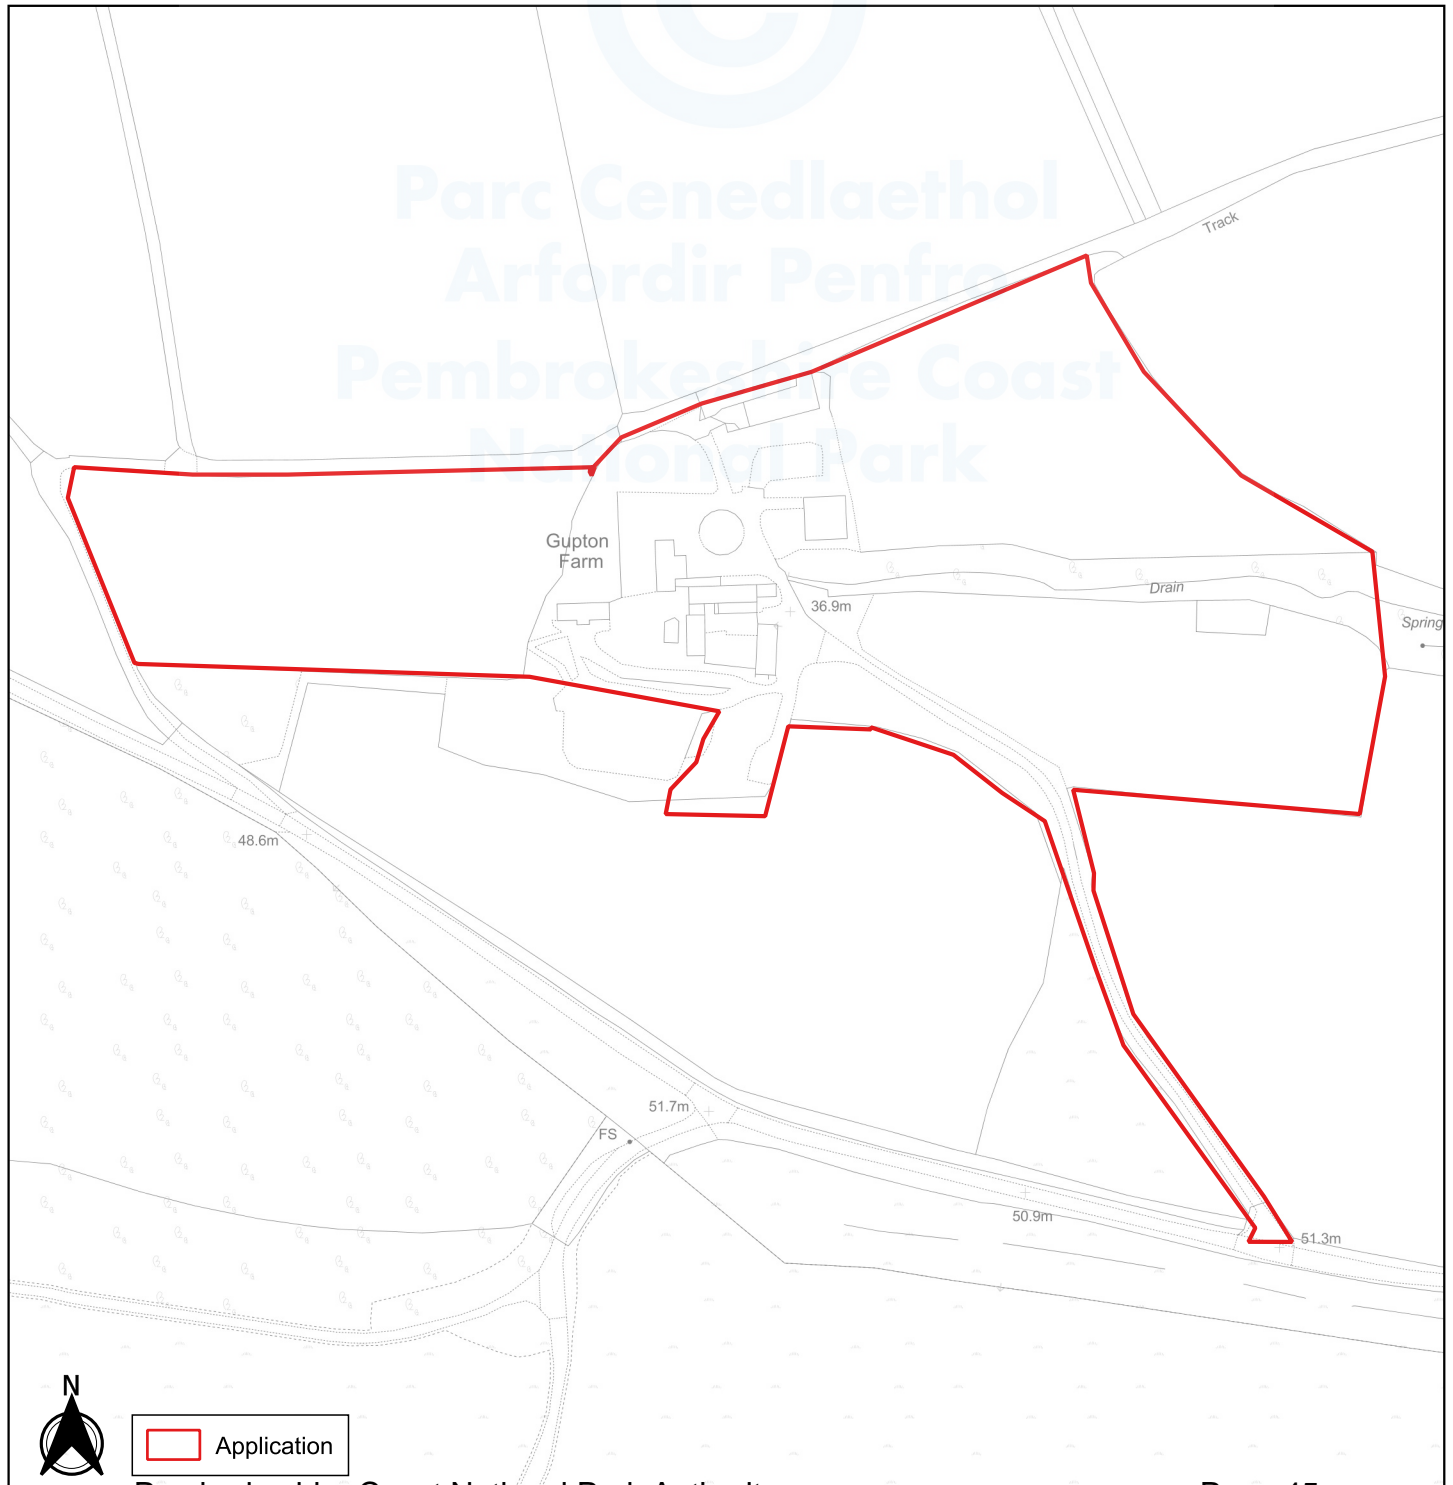 ©
Parc Cenedlaethol
Arfordir Penfro
Pembrokeshire Coast
National Park
Track
Gupton
Farm
36.9m
Drain
Spring
48.6m
51.7m
FS
50.9m
51.3m
N
Application